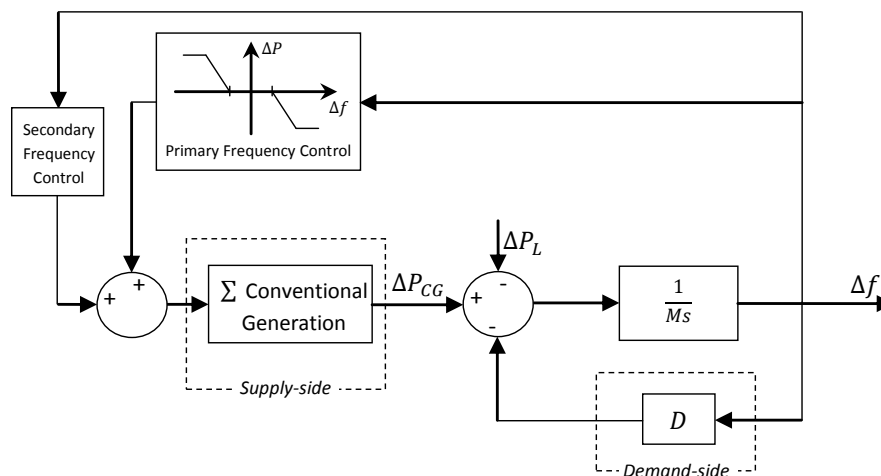 ΔP
Δf
Primary Frequency Control
Secondary
Frequency
Control
+
+
∑ Conventional
Generation
Supply-side
ΔP_CG
ΔP_L
+
-
-
1
Ms
Δf
D
Demand-side